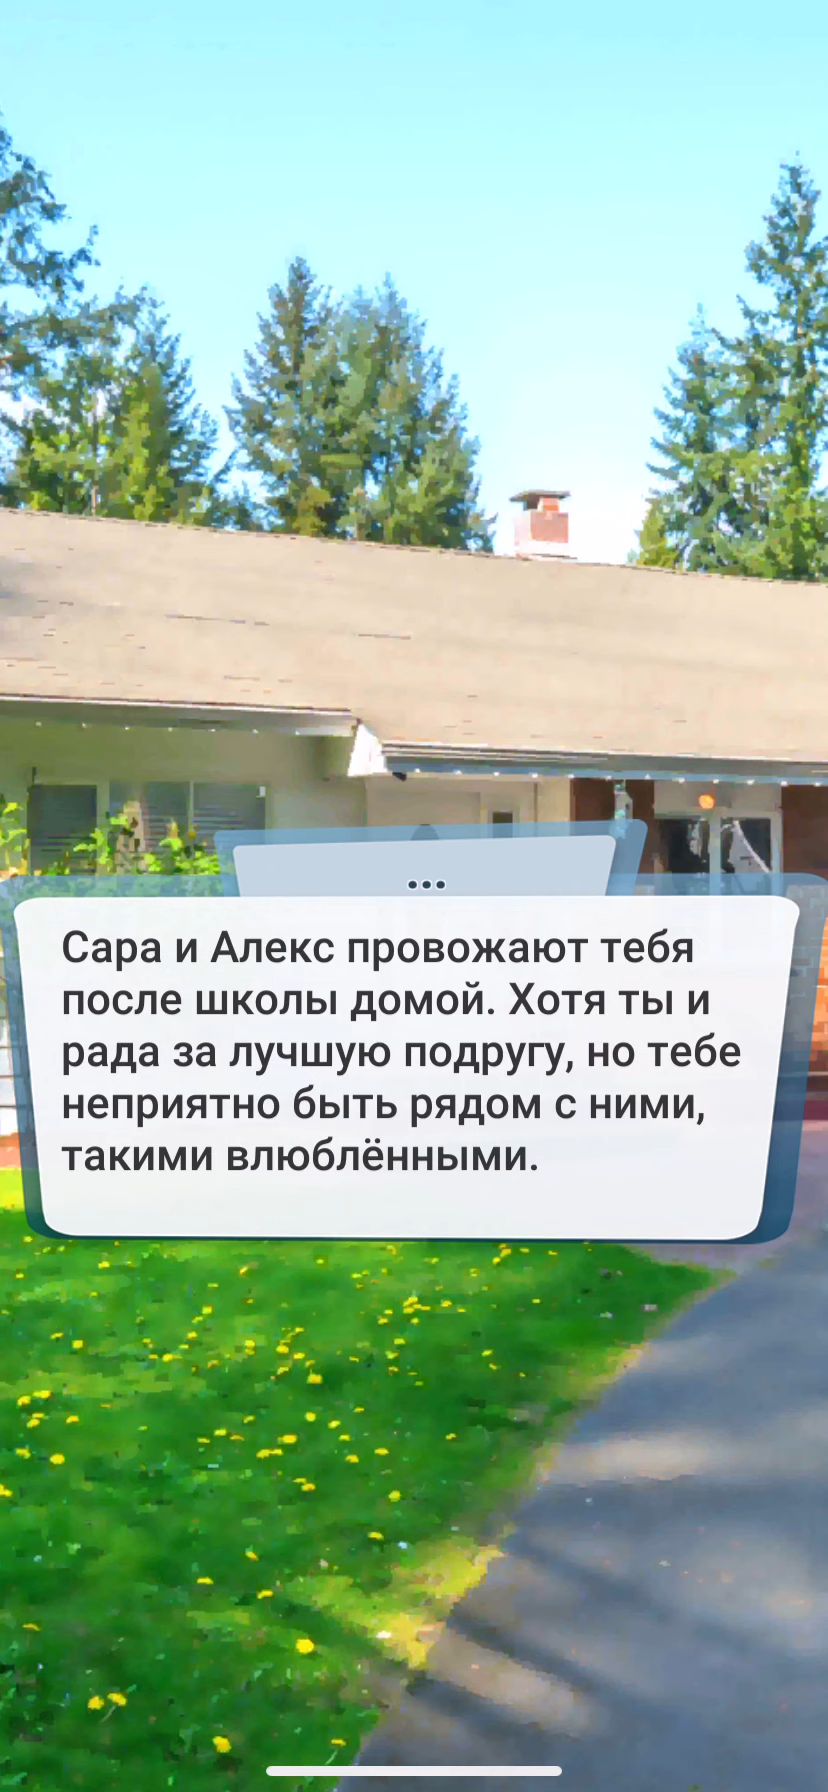 ...
Сара и Алекс провожают тебя
после школы домой. Хотя ты и
рада за лучшую подругу, но тебе
неприятно быть рядом с ними,
такими влюблёнными.